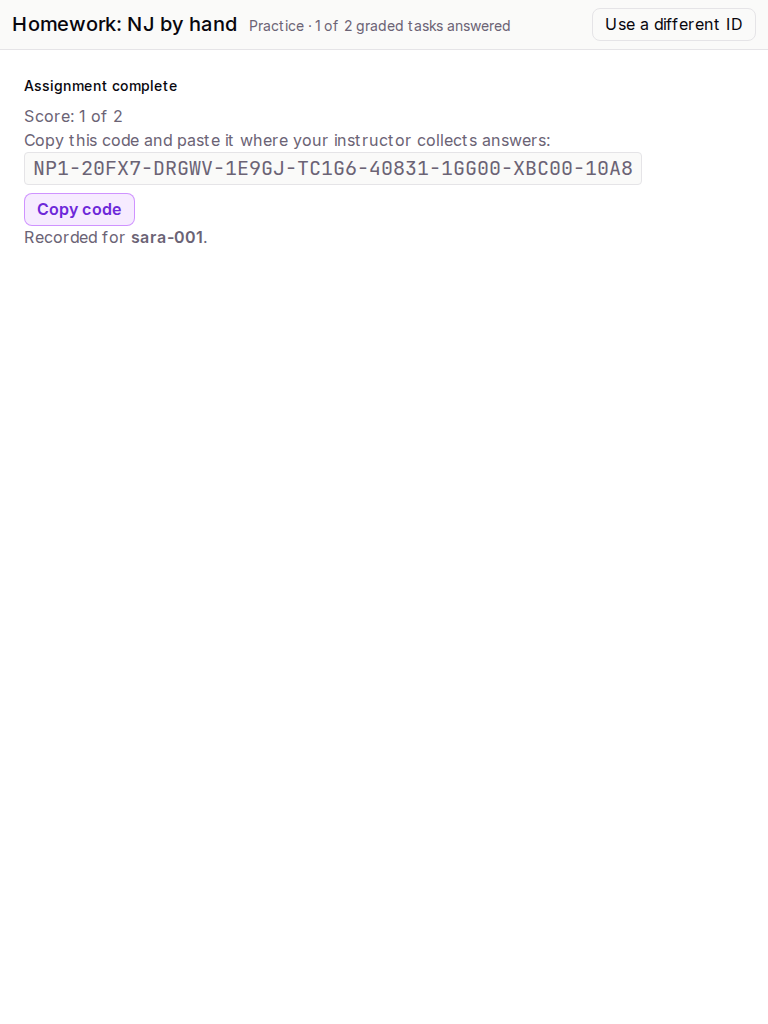 Homework: NJ by hand Practice · 1 of 2 graded tasks answered Use a different ID
Assignment complete
Score: 1 of 2
Copy this code and paste it where your instructor collects answers:
NP1-20FX7-DRGWV-1E9GJ-TC1G6-40831-1GG00-XBC00-10A8
Copy code
Recorded for sara-001.